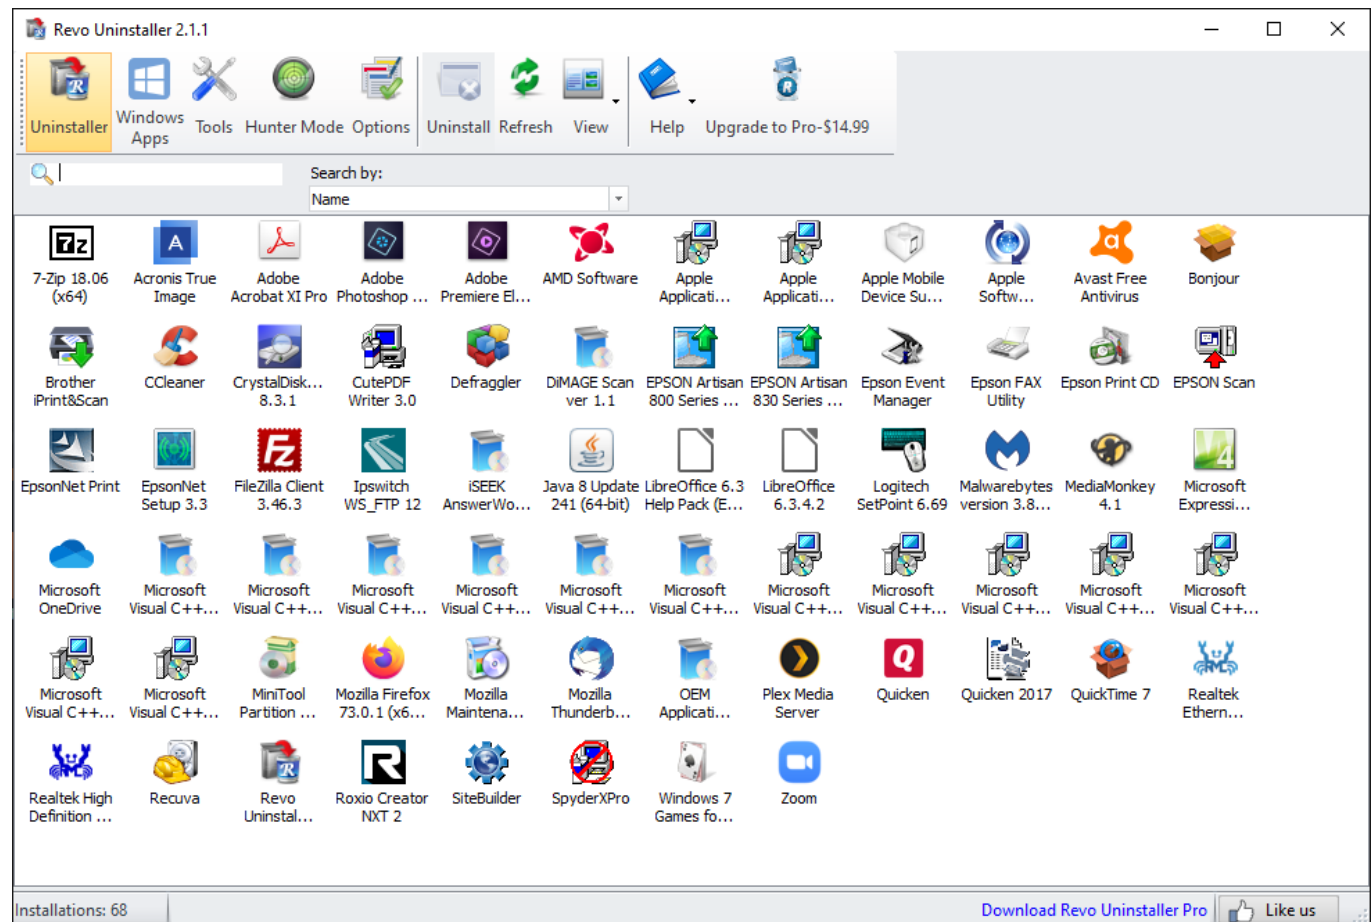 Revo Uninstaller 2.1.1
Uninstaller
Windows
Apps
Tools
Hunter Mode
Options
Uninstall
Refresh
View
Help
Upgrade to Pro-$14.99
Search by:
Name
7-Zip 18.06
(x64)
Acronis True
Image
Adobe
Acrobat XI Pro
Adobe
Photoshop ...
Adobe
Premiere El...
AMD Software
Apple
Applicati...
Apple
Applicati...
Apple Mobile
Device Su...
Apple
Softw...
Avast Free
Antivirus
Bonjour
Brother
iPrint&Scan
CCleaner
CrystalDisk...
8.3.1
CutePDF
Writer 3.0
Defraggler
DiMAGE Scan
ver 1.1
EPSON Artisan
800 Series ...
EPSON Artisan
830 Series ...
Epson Event
Manager
Epson FAX
Utility
Epson Print CD
EPSON Scan
EpsonNet Print
EpsonNet
Setup 3.3
FileZilla Client
3.46.3
Ipswitch
WS_FTP 12
iSEEK
AnswerWo...
Java 8 Update
241 (64-bit)
LibreOffice 6.3
Help Pack (E...
LibreOffice
6.3.4.2
Logitech
SetPoint 6.69
Malwarebytes
version 3.8...
MediaMonkey
4.1
Microsoft
Expressi...
Microsoft
OneDrive
Microsoft
Visual C++...
Microsoft
Visual C++...
Microsoft
Visual C++...
Microsoft
Visual C++...
Microsoft
Visual C++...
Microsoft
Visual C++...
Microsoft
Visual C++...
Microsoft
Visual C++...
Microsoft
Visual C++...
Microsoft
Visual C++...
Microsoft
Visual C++...
Microsoft
Visual C++...
Microsoft
Visual C++...
MiniTool
Partition ...
Mozilla Firefox
73.0.1 (x6...
Mozilla
Maintena...
Mozilla
Thunderb...
OEM
Applicati...
Plex Media
Server
Quicken
Quicken 2017
QuickTime 7
Realtek
Ethern...
Realtek High
Definition ...
Recuva
Revo
Uninstal...
Roxio Creator
NXT 2
SiteBuilder
SpyderXPro
Windows 7
Games fo...
Zoom
Installations: 68
Download Revo Uninstaller Pro
Like us